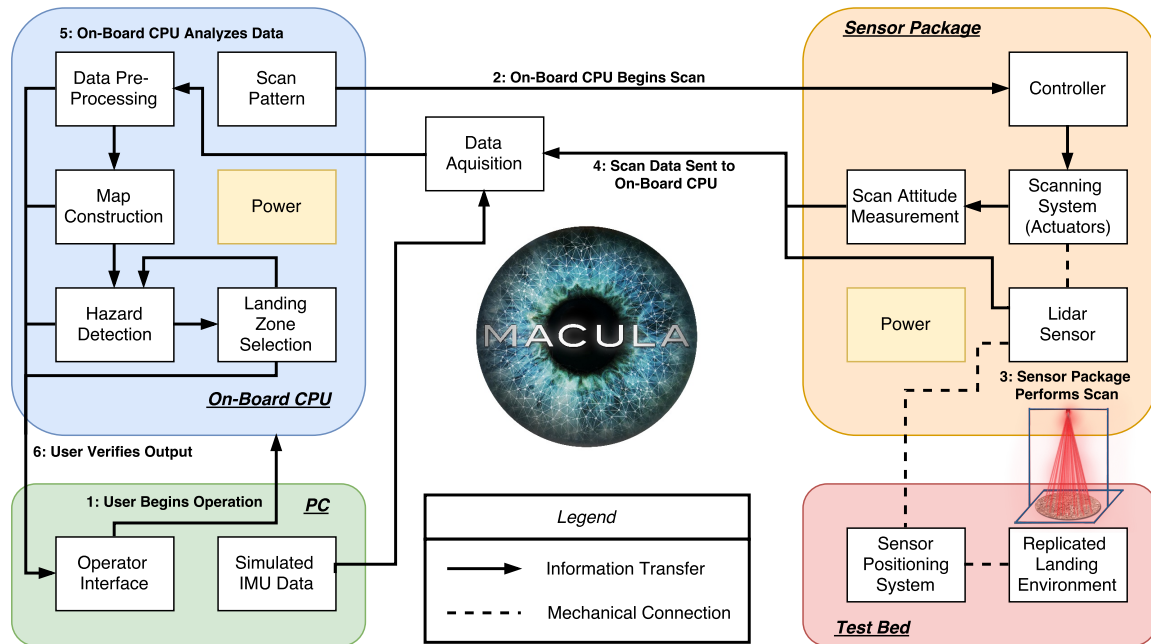 5: On-Board CPU Analyzes Data
Data Pre-
Processing
Scan
Pattern
Map
Construction
Power
Hazard
Detection
Landing
Zone
Selection
On-Board CPU
2: On-Board CPU Begins Scan
Data
Aquisition
4: Scan Data Sent to
On-Board CPU
MACULA
Sensor Package
Controller
Scan Attitude
Measurement
Scanning
System
(Actuators)
Power
Lidar
Sensor
3: Sensor Package
Performs Scan
6: User Verifies Output
1: User Begins Operation
PC
Operator
Interface
Simulated
IMU Data
Legend
Information Transfer
Mechanical Connection
Sensor
Positioning
System
Replicated
Landing
Environment
Test Bed